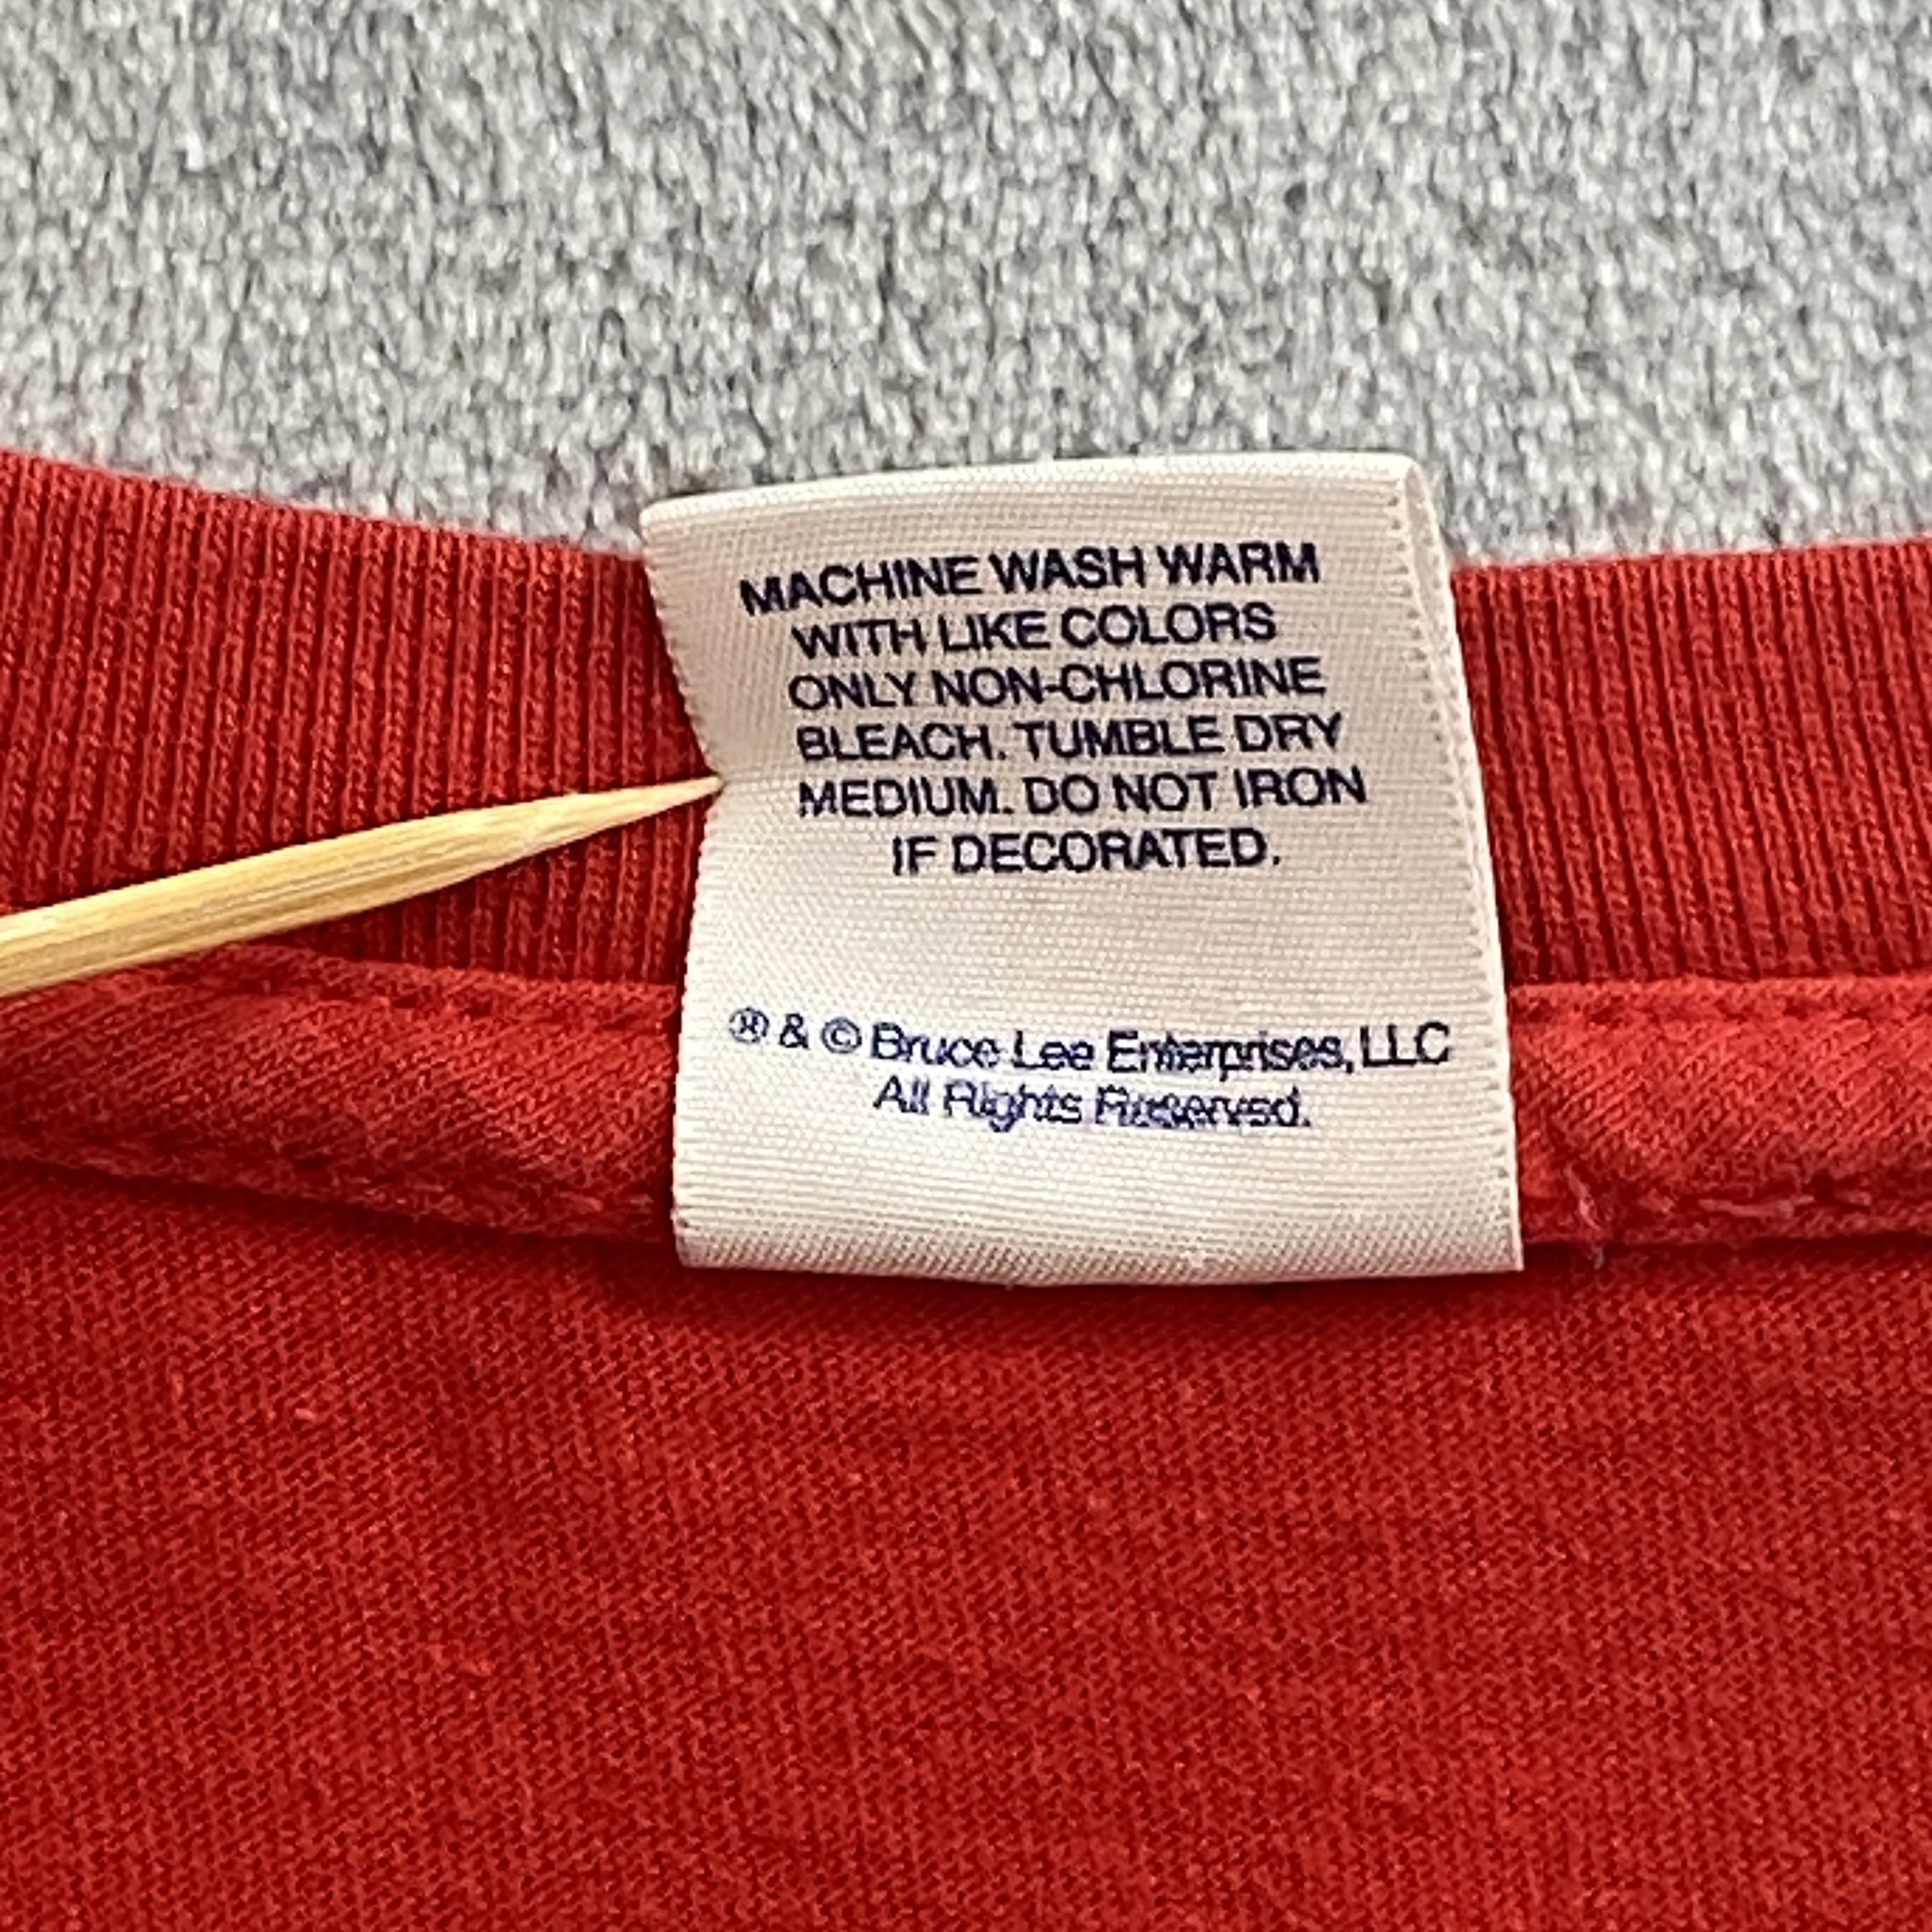 MACHINE WASH WARM
WITH LIKE COLORS
ONLY NON-CHLORINE
BLEACH. TUMBLE DRY
MEDIUM. DO NOT IRON
IF DECORATED.
® & © Bruce Lee Enterprises, LLC
All Rights Reserved.